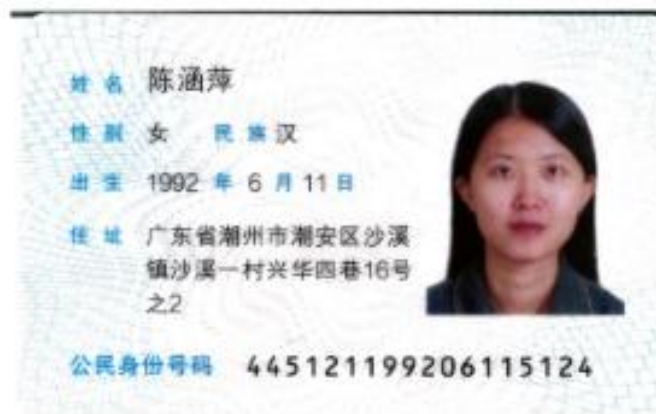 姓名 陈涵萍
性别 女 民族 汉
出生 1992 年 6 月 11 日
住址 广东省潮州市潮安区沙溪
镇沙溪一村兴华四巷16号
之2
公民身份号码 445121199206115124